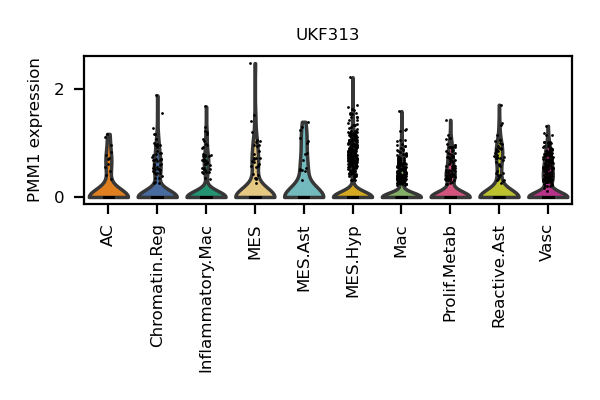 UKF313
PMM1 expression
2
0
AC
Chromatin.Reg
Inflammatory.Mac
MES
MES.Ast
MES.Hyp
Mac
Prolif.Metab
Reactive.Ast
Vasc